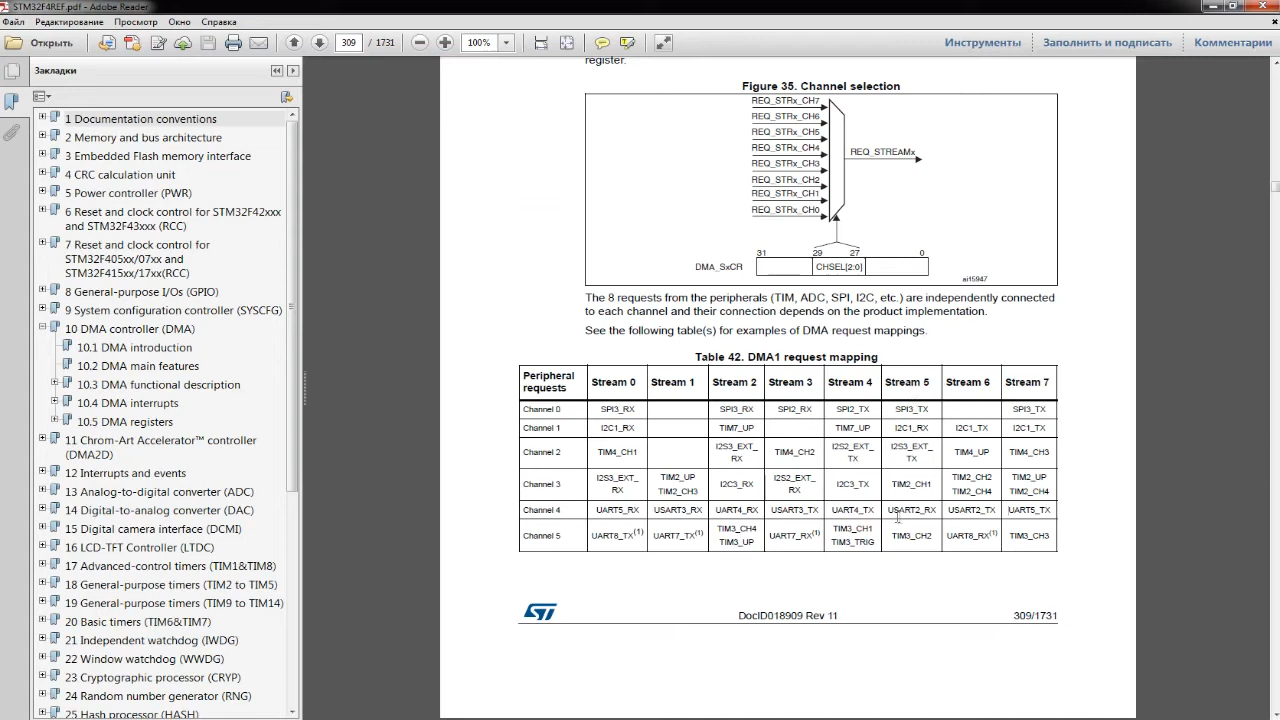 STM32F4REF.pdf - Adobe Reader
Файл Редактирование Просмотр Окно Справка
Открыть 309 / 1731 100% Инструменты Заполнить и подписать Комментарии
Закладки
1 Documentation conventions
2 Memory and bus architecture
3 Embedded Flash memory interface
4 CRC calculation unit
5 Power controller (PWR)
6 Reset and clock control for STM32F42xxx
and STM32F43xxx (RCC)
7 Reset and clock control for
STM32F405xx/07xx and
STM32F415xx/17xx(RCC)
8 General-purpose I/Os (GPIO)
9 System configuration controller (SYSCFG)
10 DMA controller (DMA)
10.1 DMA introduction
10.2 DMA main features
10.3 DMA functional description
10.4 DMA interrupts
10.5 DMA registers
11 Chrom-Art Accelerator™ controller
(DMA2D)
12 Interrupts and events
13 Analog-to-digital converter (ADC)
14 Digital-to-analog converter (DAC)
15 Digital camera interface (DCMI)
16 LCD-TFT Controller (LTDC)
17 Advanced-control timers (TIM1&TIM8)
18 General-purpose timers (TIM2 to TIM5)
19 General-purpose timers (TIM9 to TIM14)
20 Basic timers (TIM6&TIM7)
21 Independent watchdog (IWDG)
22 Window watchdog (WWDG)
23 Cryptographic processor (CRYP)
24 Random number generator (RNG)
25 Hash processor (HASH)
register.
Figure 35. Channel selection
REQ_STRx_CH7
REQ_STRx_CH6
REQ_STRx_CH5
REQ_STRx_CH4
REQ_STRx_CH3
REQ_STRx_CH2
REQ_STRx_CH1
REQ_STRx_CH0
REQ_STREAMx
31 29 27 0
DMA_SxCR CHSEL[2:0]
ai15947
The 8 requests from the peripherals (TIM, ADC, SPI, I2C, etc.) are independently connected
to each channel and their connection depends on the product implementation.
See the following table(s) for examples of DMA request mappings.
Table 42. DMA1 request mapping
Peripheral
requests Stream 0 Stream 1 Stream 2 Stream 3 Stream 4 Stream 5 Stream 6 Stream 7
Channel 0 SPI3_RX SPI3_RX SPI2_RX SPI2_TX SPI3_TX SPI3_TX
Channel 1 I2C1_RX TIM7_UP TIM7_UP I2C1_RX I2C1_TX I2C1_TX
Channel 2 TIM4_CH1 I2S3_EXT_
RX TIM4_CH2 I2S2_EXT_
TX I2S3_EXT_
TX TIM4_UP TIM4_CH3
Channel 3 I2S3_EXT_
RX TIM2_UP
TIM2_CH3 I2C3_RX I2S2_EXT_
RX I2C3_TX TIM2_CH1 TIM2_CH2
TIM2_CH4 TIM2_UP
TIM2_CH4
Channel 4 UART5_RX USART3_RX UART4_RX USART3_TX UART4_TX USART2_RX USART2_TX UART5_TX
Channel 5 UART8_TX(1) UART7_TX(1) TIM3_CH4
TIM3_UP UART7_RX(1) TIM3_CH1
TIM3_TRIG TIM3_CH2 UART8_RX(1) TIM3_CH3
ST DocID018909 Rev 11 309/1731